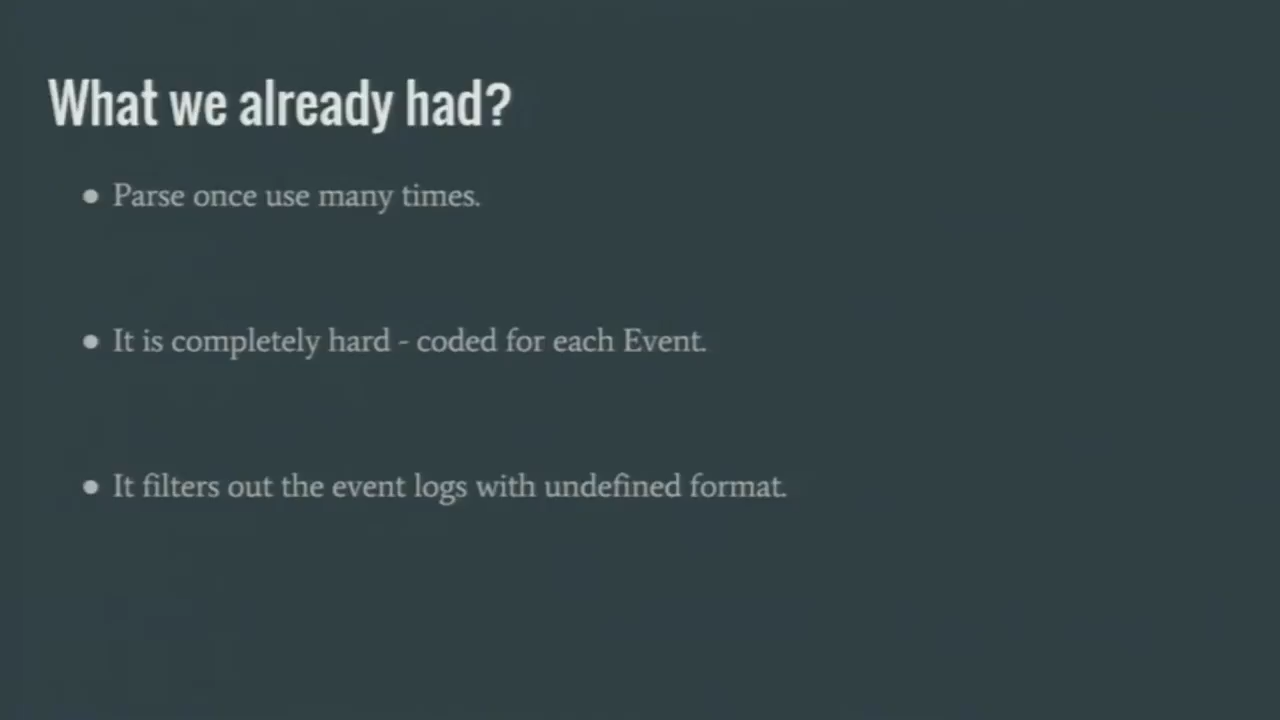 What we already had?
● Parse once use many times.
● It is completely hard - coded for each Event.
● It filters out the event logs with undefined format.